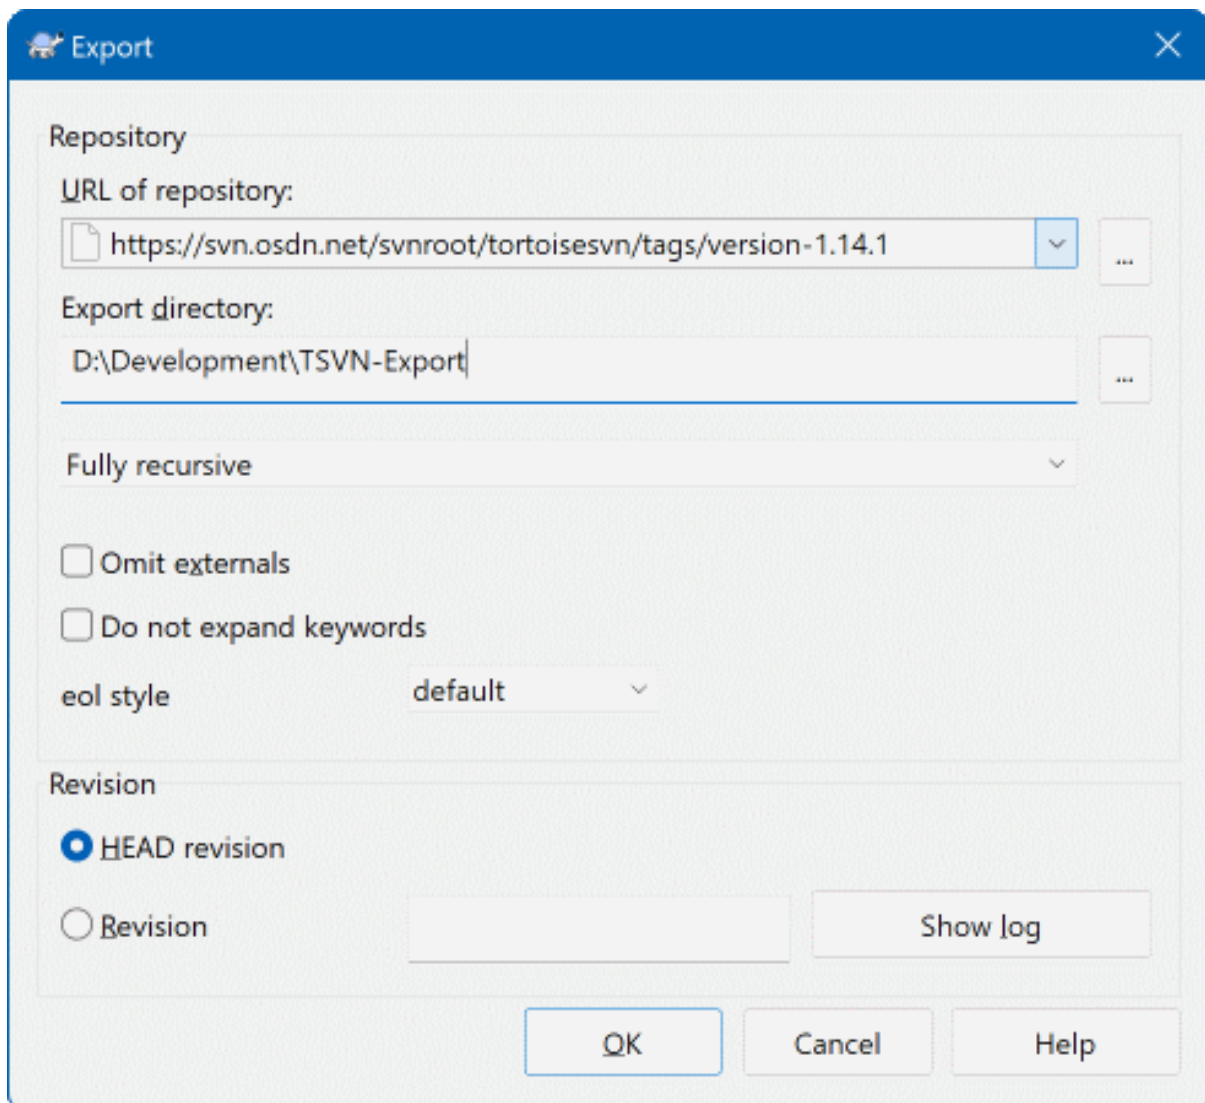 Export
Repository
URL of repository:
https://svn.osdn.net/svnroot/tortoisesvn/tags/version-1.14.1
...
Export directory:
D:\Development\TSVN-Export
...
Fully recursive
Omit externals
Do not expand keywords
eol style
default
Revision
HEAD revision
Revision
Show log
OK
Cancel
Help